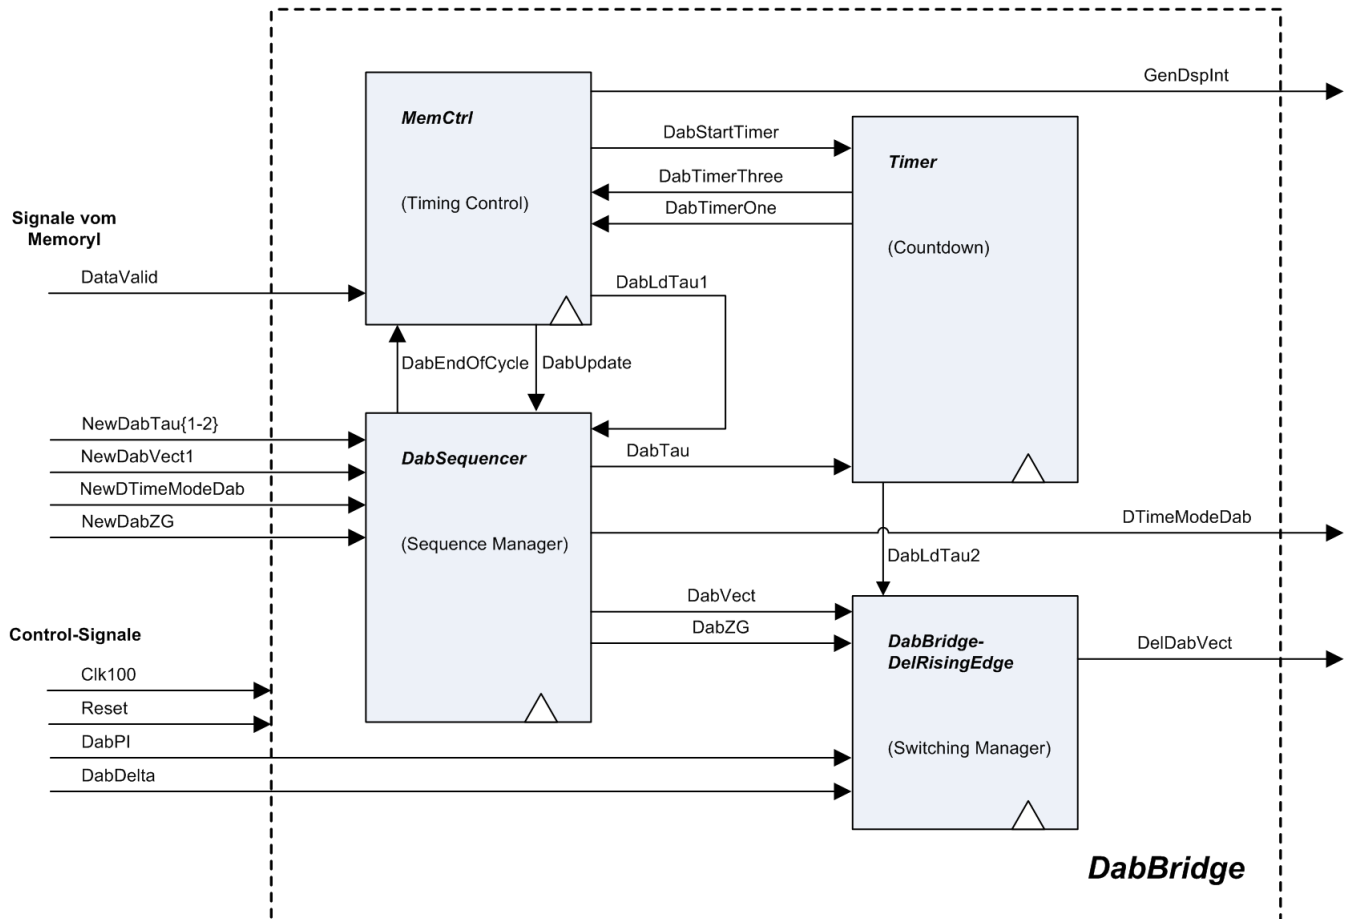 GenDspInt
MemCtrl
(Timing Control)
DabStartTimer
DabTimerThree
DabTimerOne
Timer
(Countdown)
Signale vom
Memoryl
DataValid
DabLdTau1
DabEndOfCycle
DabUpdate
NewDabTau{1-2}
NewDabVect1
NewDTimeModeDab
NewDabZG
DabSequencer
(Sequence Manager)
DabTau
DTimeModeDab
DabLdTau2
DabVect
DabZG
Control-Signale
Clk100
Reset
DabPI
DabDelta
DabBridge-
DelRisingEdge
(Switching Manager)
DelDabVect
DabBridge